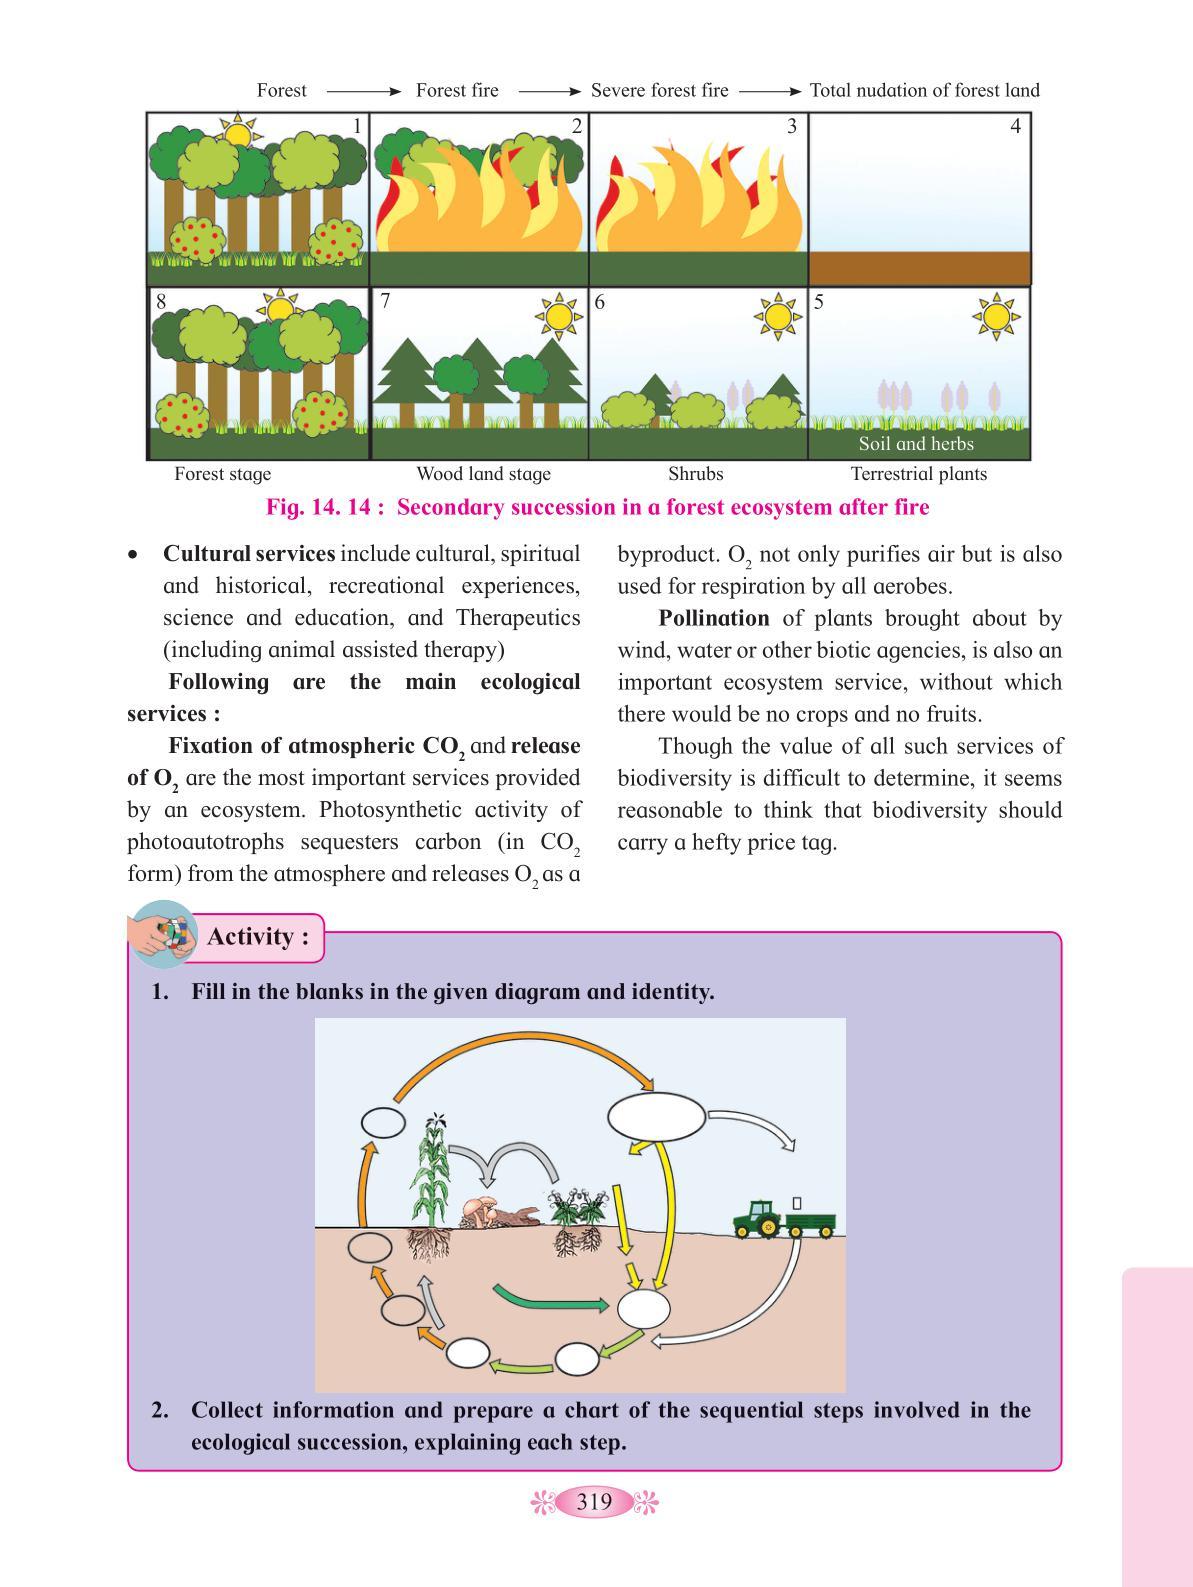 Forest Forest fire Severe forest fire Total nudation of forest land
1 2 3 4
8 7 6 5
Soil and herbs
Forest stage Wood land stage Shrubs Terrestrial plants
Fig. 14. 14 : Secondary succession in a forest ecosystem after fire
• Cultural services include cultural, spiritual
and historical, recreational experiences,
science and education, and Therapeutics
(including animal assisted therapy)
Following are the main ecological
services :
Fixation of atmospheric CO₂ and release
of O₂ are the most important services provided
by an ecosystem. Photosynthetic activity of
photoautotrophs sequesters carbon (in CO₂
form) from the atmosphere and releases O₂ as a
byproduct. O₂ not only purifies air but is also
used for respiration by all aerobes.
Pollination of plants brought about by
wind, water or other biotic agencies, is also an
important ecosystem service, without which
there would be no crops and no fruits.
Though the value of all such services of
biodiversity is difficult to determine, it seems
reasonable to think that biodiversity should
carry a hefty price tag.
Activity :
1. Fill in the blanks in the given diagram and identity.
2. Collect information and prepare a chart of the sequential steps involved in the
ecological succession, explaining each step.
319